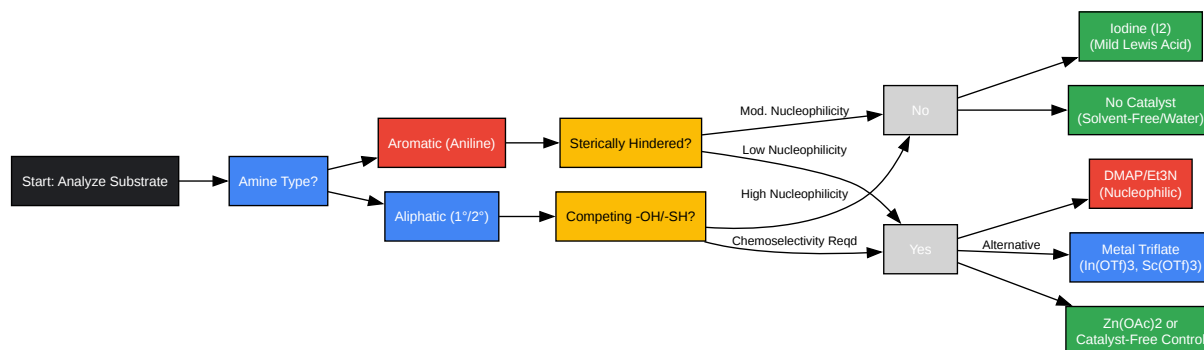 Start: Analyze Substrate
Amine Type?
Aromatic (Aniline)
Aliphatic (1°/2°)
Sterically Hindered?
Competing -OH/-SH?
Mod. Nucleophilicity
Low Nucleophilicity
High Nucleophilicity
Chemoselectivity Reqd
No
Yes
Alternative
Iodine (I2)
(Mild Lewis Acid)
No Catalyst
(Solvent-Free/Water)
DMAP/Et3N
(Nucleophilic)
Metal Triflate
(In(OTf)3, Sc(OTf)3)
Zn(OAc)2 or
Catalyst-Free Control